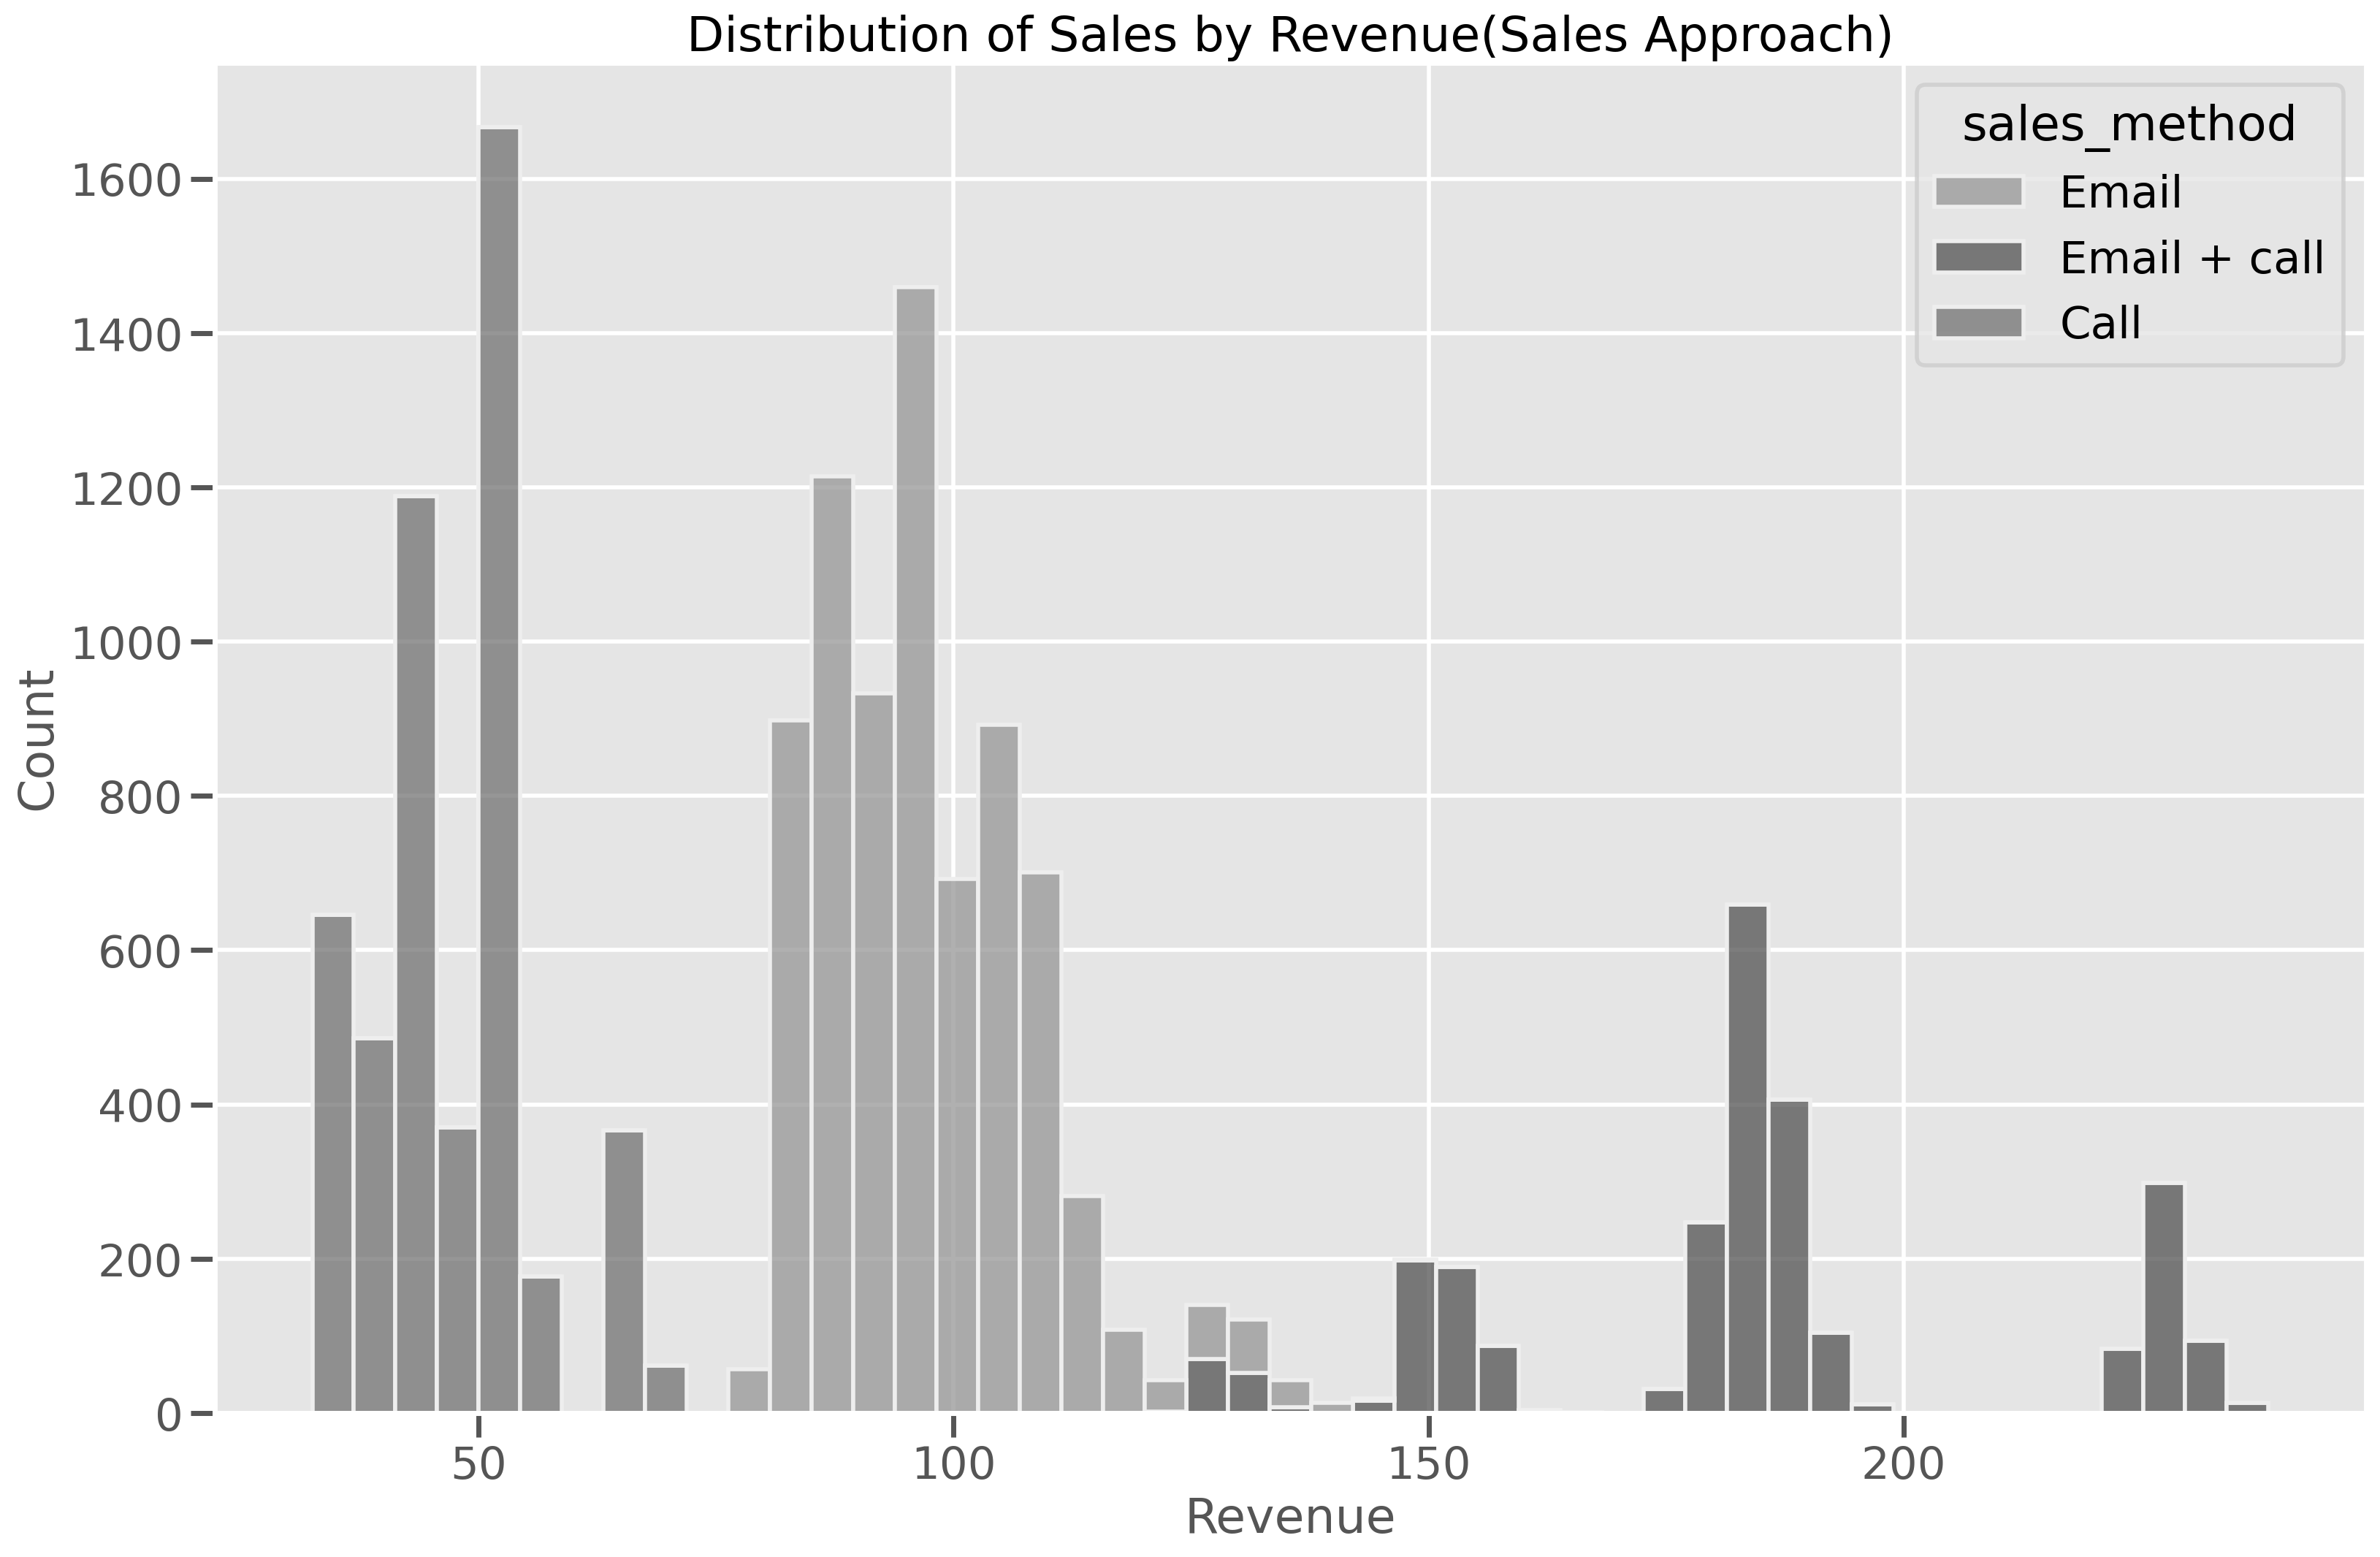 Distribution of Sales by Revenue(Sales Approach)
sales_method
Email
Email + call
Call
Count
1600
1400
1200
1000
800
600
400
200
0
50 100 150 200
Revenue